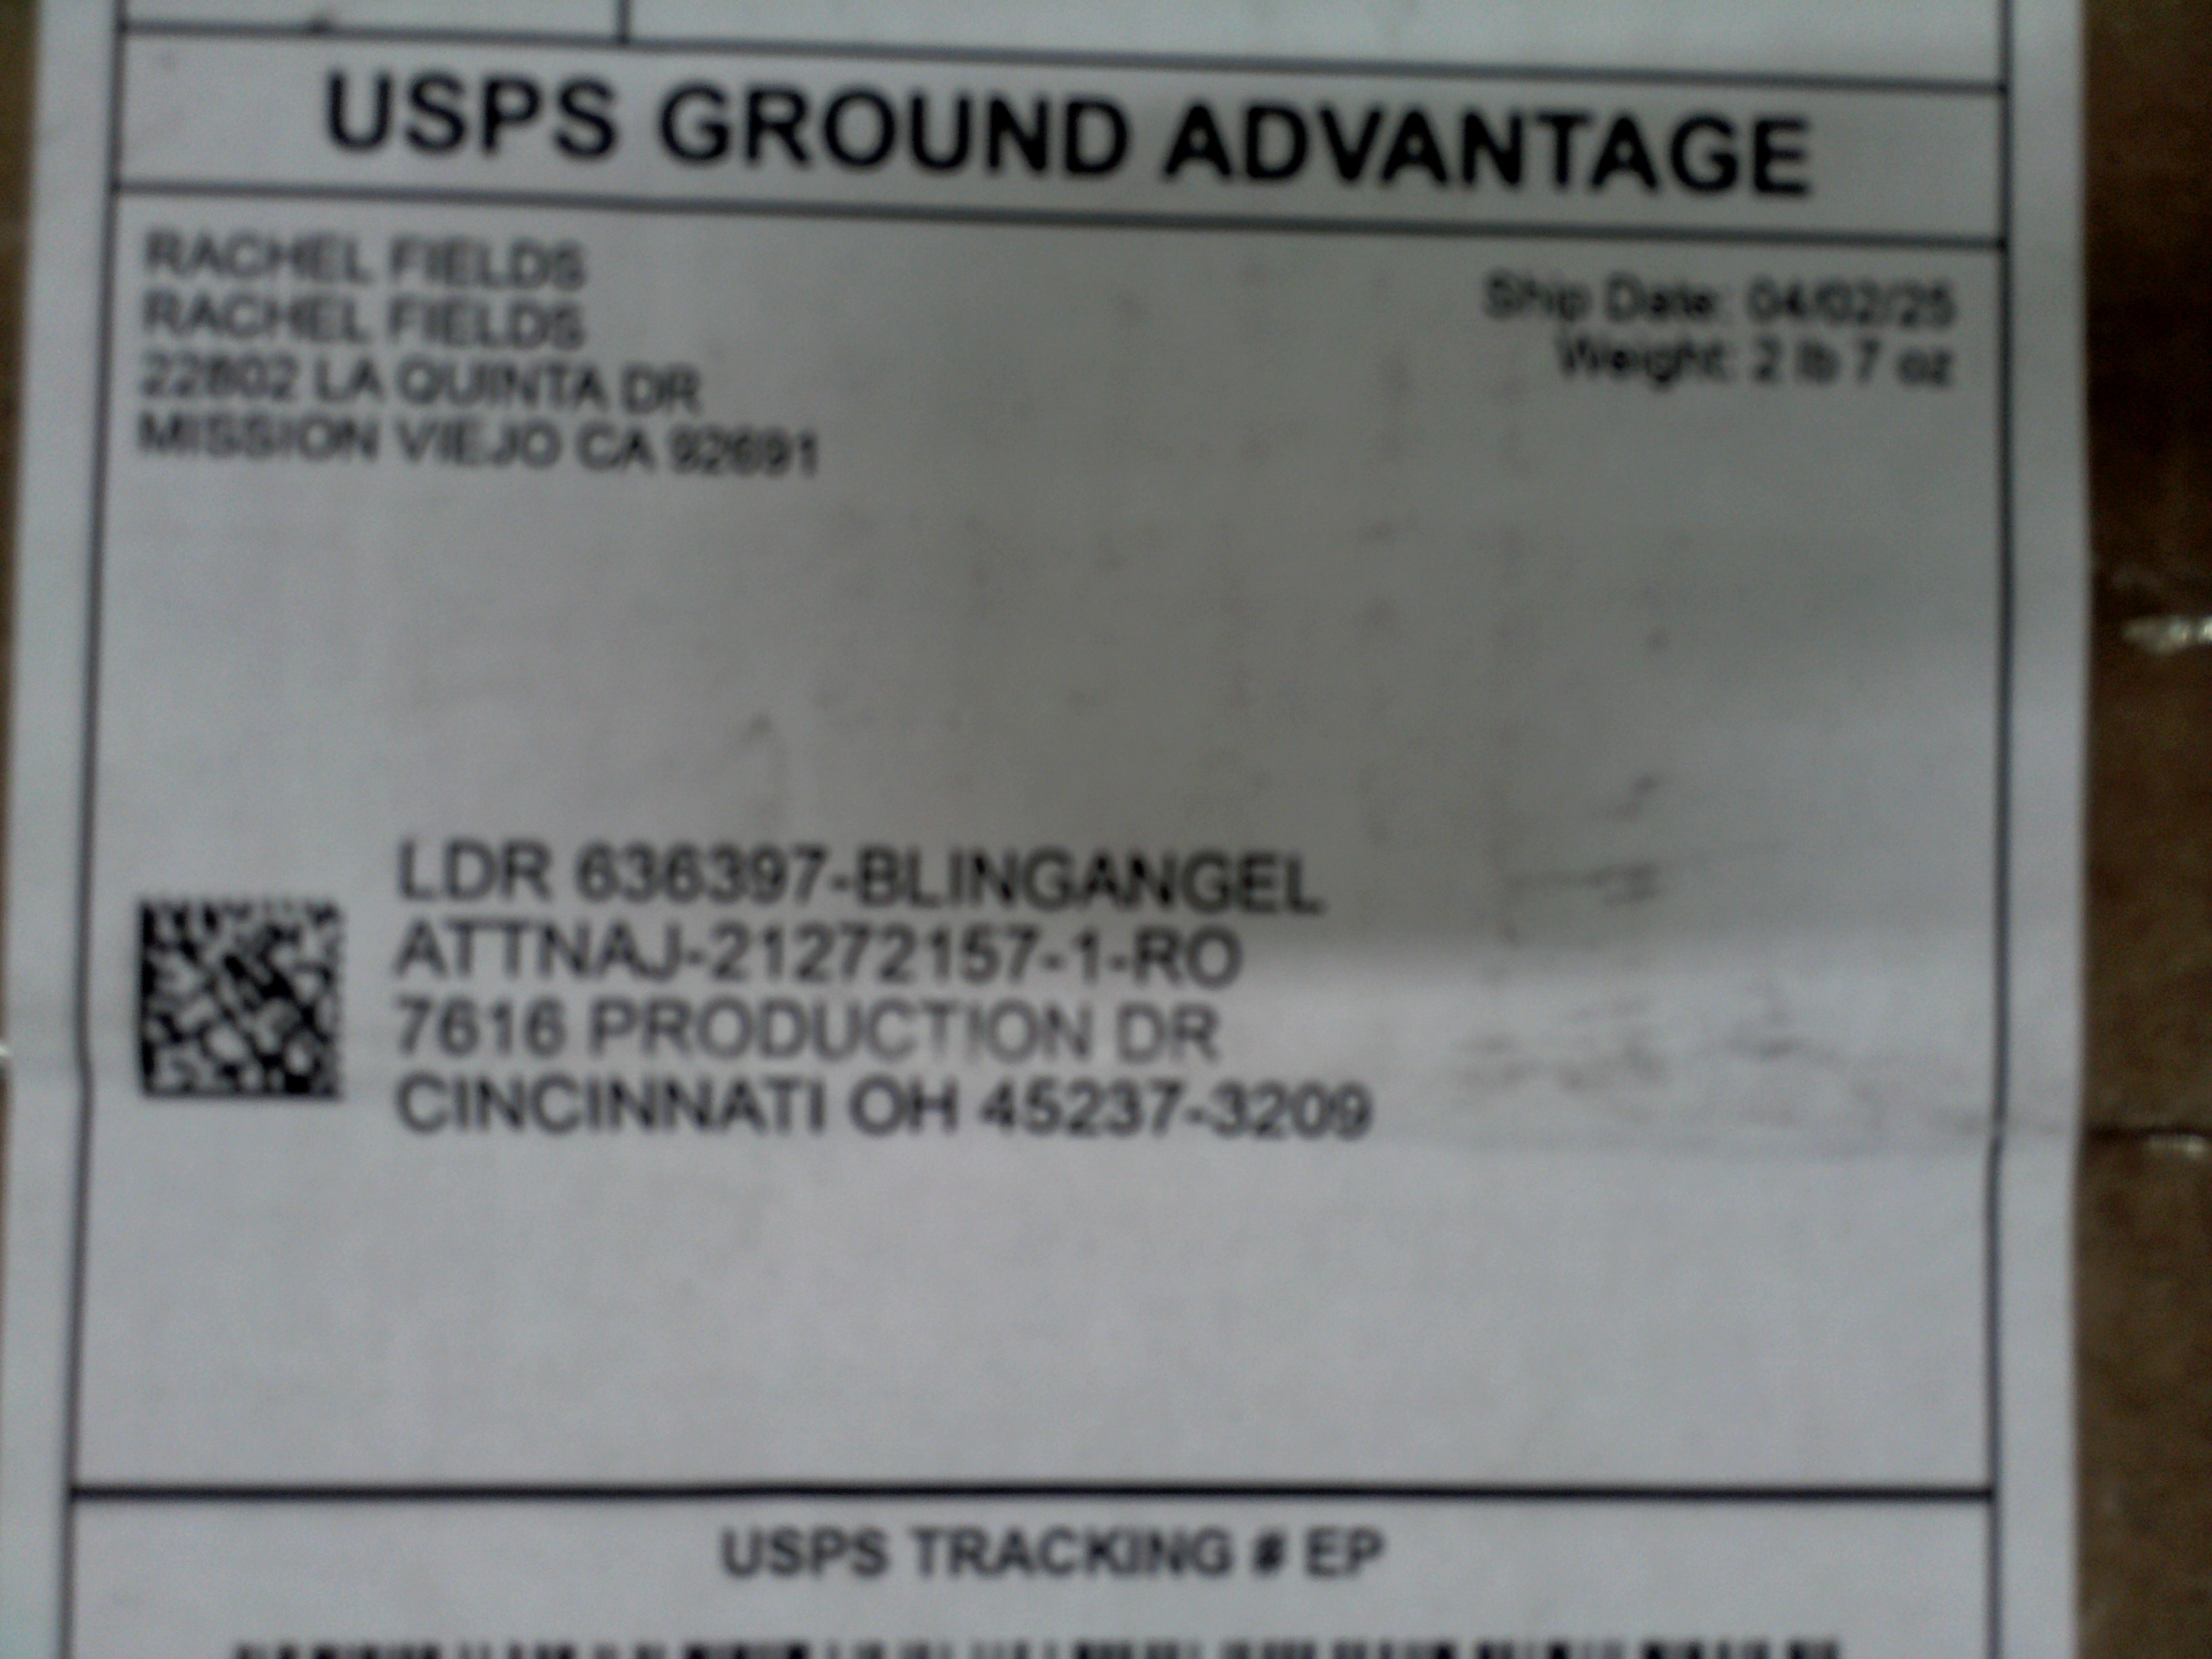 USPS GROUND ADVANTAGE
RACHEL FIELDS
RACHEL FIELDS
22802 LA QUINTA DR
MISSION VIEJO CA 92691
Ship Date: 04/02/25
Weight: 2 lb 7 oz
LDR 636397-BLINGANGEL
ATTNAJ-21272157-1-RO
7616 PRODUCTION DR
CINCINNATI OH 45237-3209
USPS TRACKING # EP